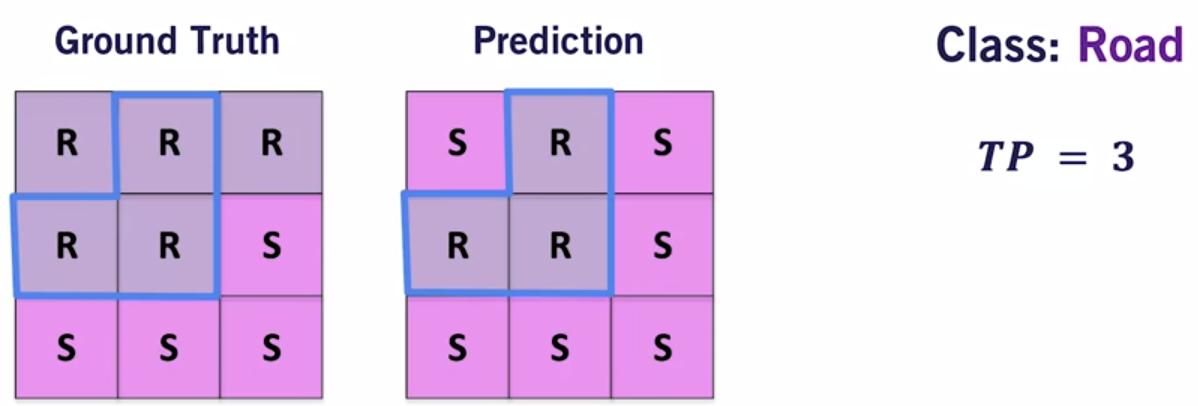 Ground Truth
Prediction
Class: Road
R R R
R R S
S S S
S R S
R R S
S S S
TP = 3